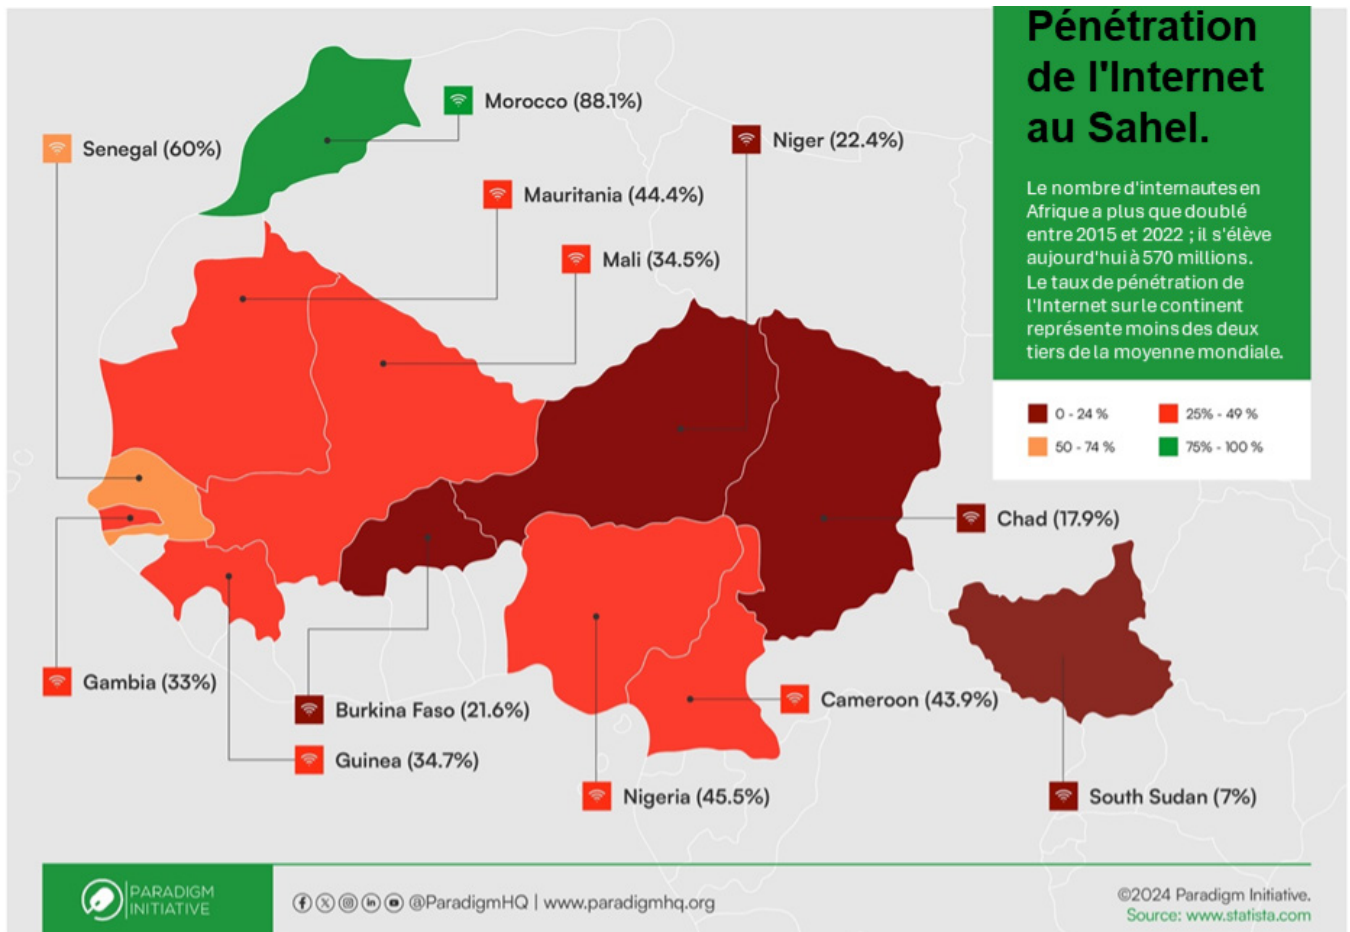 Pénétration
de l'Internet
au Sahel.
Le nombre d'internautes en
Afrique a plus que doublé
entre 2015 et 2022 ; il s'élève
aujourd'hui à 570 millions.
Le taux de pénétration de
l'Internet sur le continent
représente moins des deux
tiers de la moyenne mondiale.
0 - 24 %
25% - 49 %
50 - 74 %
75% - 100 %
Morocco (88.1%)
Senegal (60%)
Niger (22.4%)
Mauritania (44.4%)
Mali (34.5%)
Chad (17.9%)
Gambia (33%)
Burkina Faso (21.6%)
Cameroon (43.9%)
Guinea (34.7%)
Nigeria (45.5%)
South Sudan (7%)
PARADIGM
INITIATIVE
@ParadigmHQ | www.paradigmhq.org
©2024 Paradigm Initiative.
Source: www.statista.com